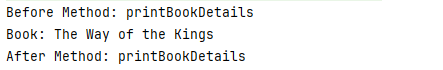 Before Method: printBookDetails
Book: The Way of the Kings
After Method: printBookDetails